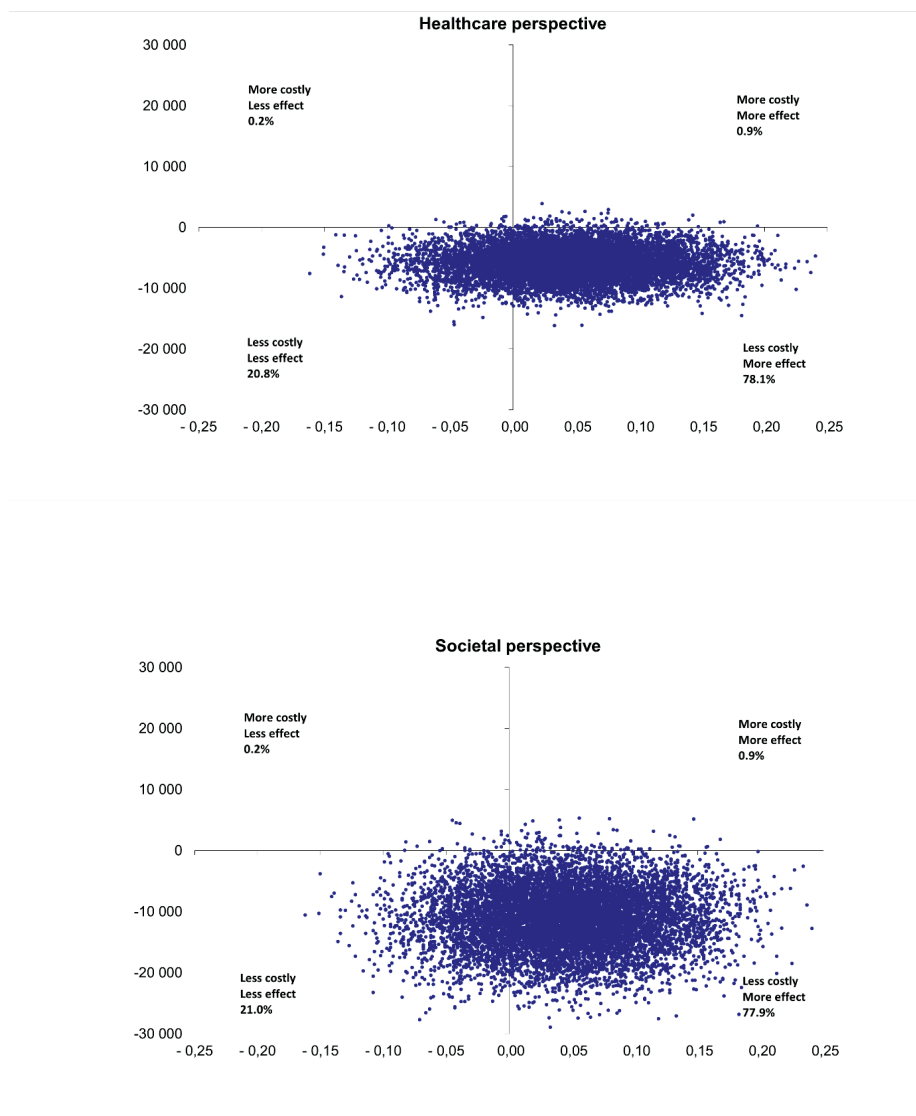 Healthcare perspective
30 000
More costly
Less effect
0.2%
20 000
More costly
More effect
0.9%
10 000
0
-10 000
-20 000
Less costly
Less effect
20.8%
Less costly
More effect
78.1%
-30 000
- 0,25 - 0,20 - 0,15 - 0,10 - 0,05 0,00 0,05 0,10 0,15 0,20 0,25
Societal perspective
30 000
More costly
Less effect
0.2%
20 000
More costly
More effect
0.9%
10 000
0
-10 000
-20 000
Less costly
Less effect
21.0%
Less costly
More effect
77.9%
-30 000
- 0,25 - 0,20 - 0,15 - 0,10 - 0,05 0,00 0,05 0,10 0,15 0,20 0,25